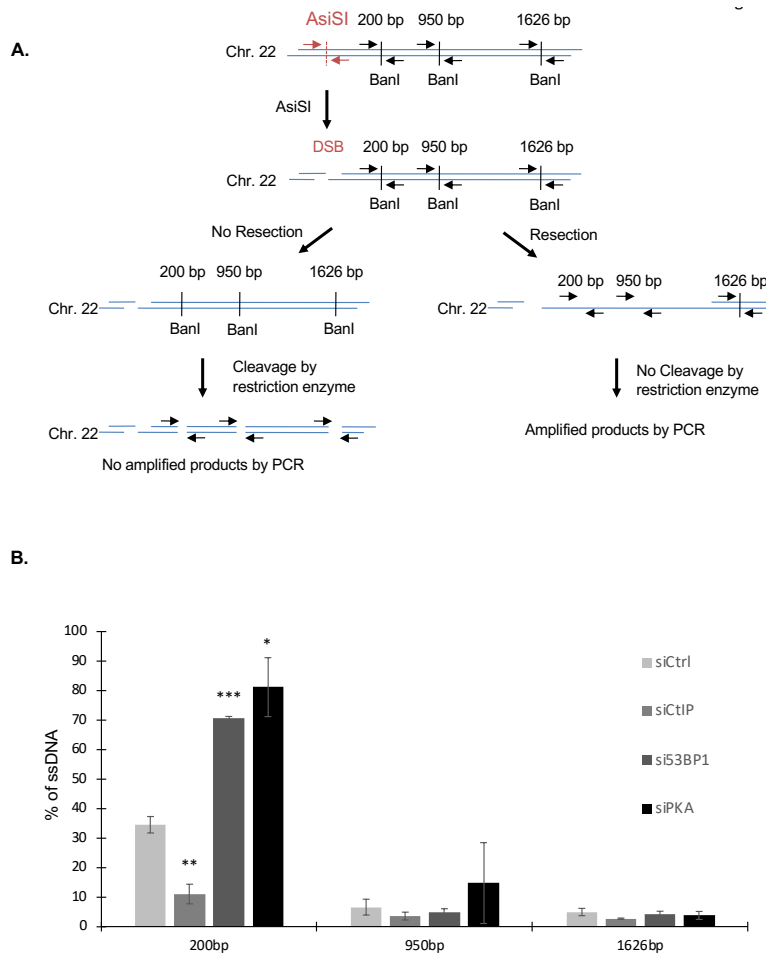 A.
AsiSI 200 bp 950 bp 1626 bp
Chr. 22
BanI BanI BanI
AsiSI
DSB 200 bp 950 bp 1626 bp
Chr. 22
BanI BanI BanI
No Resection Resection
200 bp 950 bp 1626 bp
Chr. 22
BanI BanI BanI
Cleavage by
restriction enzyme
Chr. 22
No amplified products by PCR
200 bp 950 bp 1626 bp
Chr. 22
No Cleavage by
restriction enzyme
Amplified products by PCR
B.
% of ssDNA
100
90
80
70
60
50
40
30
20
10
0
** *** *
200bp 950bp 1626bp
siCtrl
siCtIP
si53BP1
siPKA